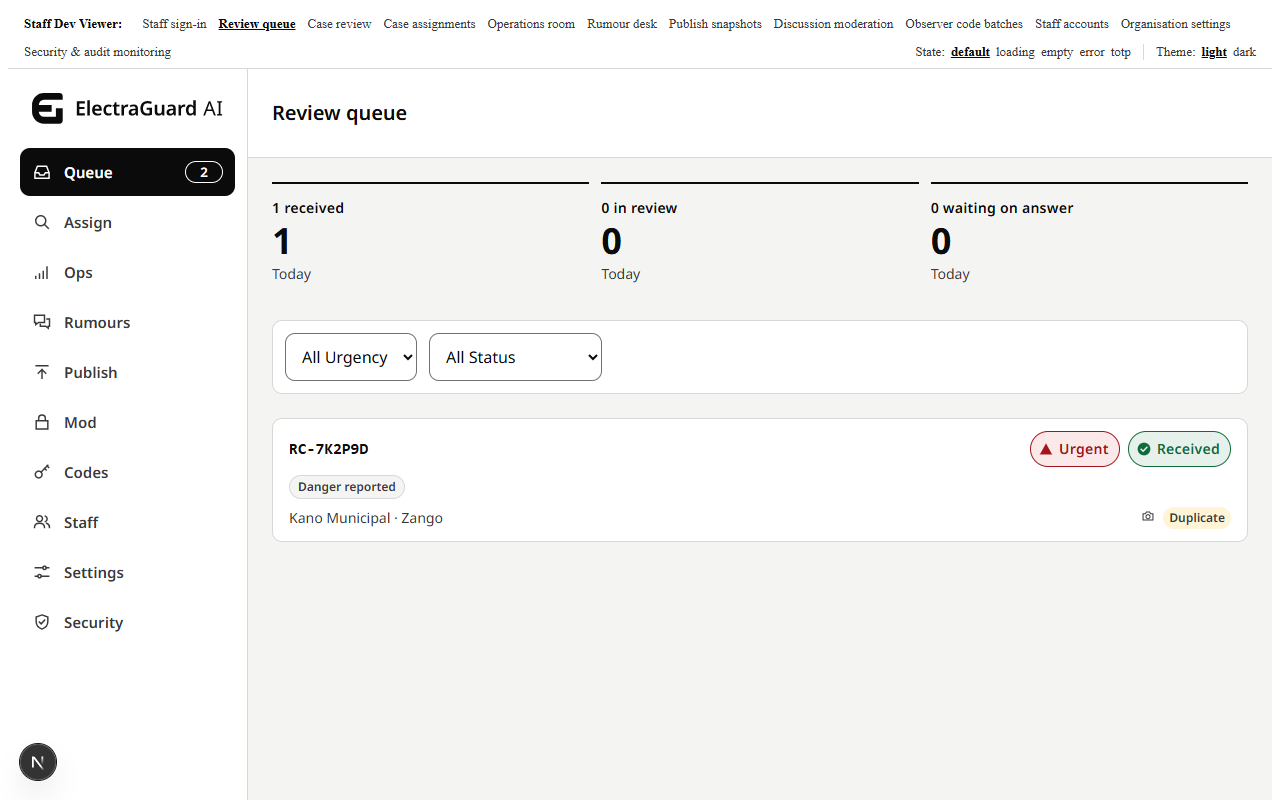 Staff Dev Viewer: Staff sign-in Review queue Case review Case assignments Operations room Rumour desk Publish snapshots Discussion moderation Observer code batches Staff accounts Organisation settings
Security & audit monitoring State: default loading empty error totp Theme: light dark
ElectraGuard AI
Review queue
Queue 2
Assign
Ops
Rumours
Publish
Mod
Codes
Staff
Settings
Security
N
1 received
1
Today
0 in review
0
Today
0 waiting on answer
0
Today
All Urgency All Status
RC-7K2P9D Urgent Received
Danger reported
Kano Municipal · Zango Duplicate